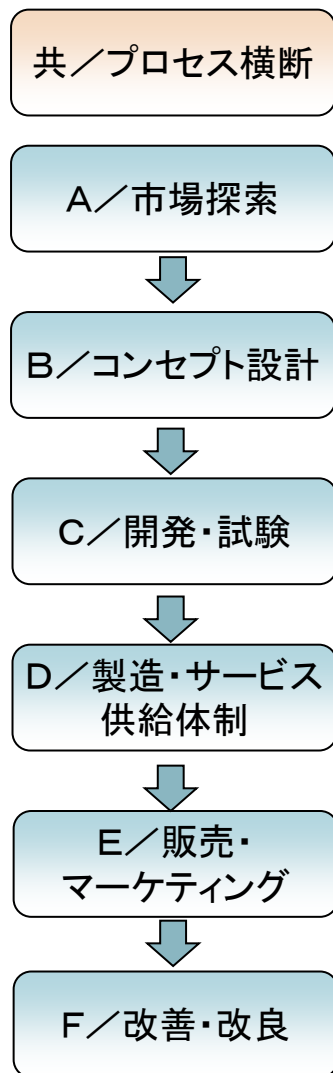 共／プロセス横断
Ａ／市場探索
Ｂ／コンセプト設計
Ｃ／開発・試験
Ｄ／製造・サービス
供給体制
Ｅ／販売・
マーケティング
Ｆ／改善・改良